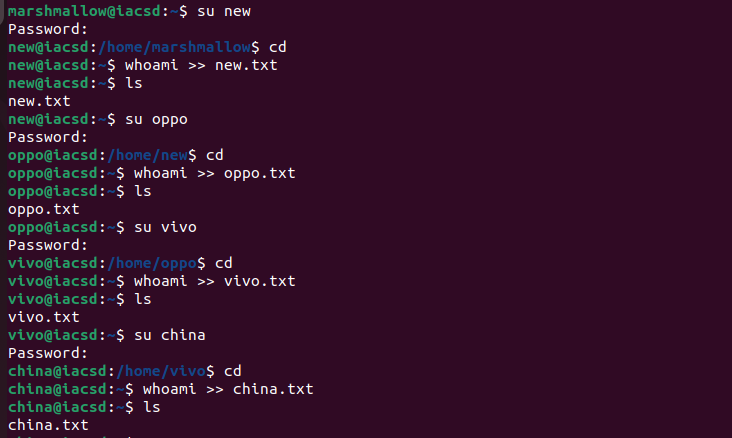 marshmallow@iacsd:~$ su new
Password:
new@iacsd:/home/marshmallow$ cd
new@iacsd:~$ whoami >> new.txt
new@iacsd:~$ ls
new.txt
new@iacsd:~$ su oppo
Password:
oppo@iacsd:/home/new$ cd
oppo@iacsd:~$ whoami >> oppo.txt
oppo@iacsd:~$ ls
oppo.txt
oppo@iacsd:~$ su vivo
Password:
vivo@iacsd:/home/oppo$ cd
vivo@iacsd:~$ whoami >> vivo.txt
vivo@iacsd:~$ ls
vivo.txt
vivo@iacsd:~$ su china
Password:
china@iacsd:/home/vivo$ cd
china@iacsd:~$ whoami >> china.txt
china@iacsd:~$ ls
china.txt